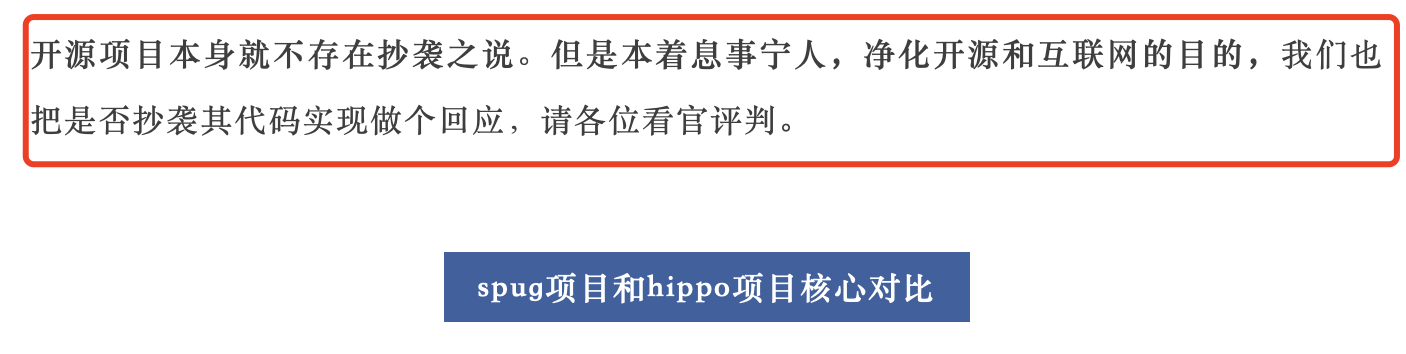 开源项目本身就不存在抄袭之说。但是本着息事宁人，净化开源和互联网的目的，我们也
把是否抄袭其代码实现做个回应，请各位看官评判。
spug项目和hippo项目核心对比